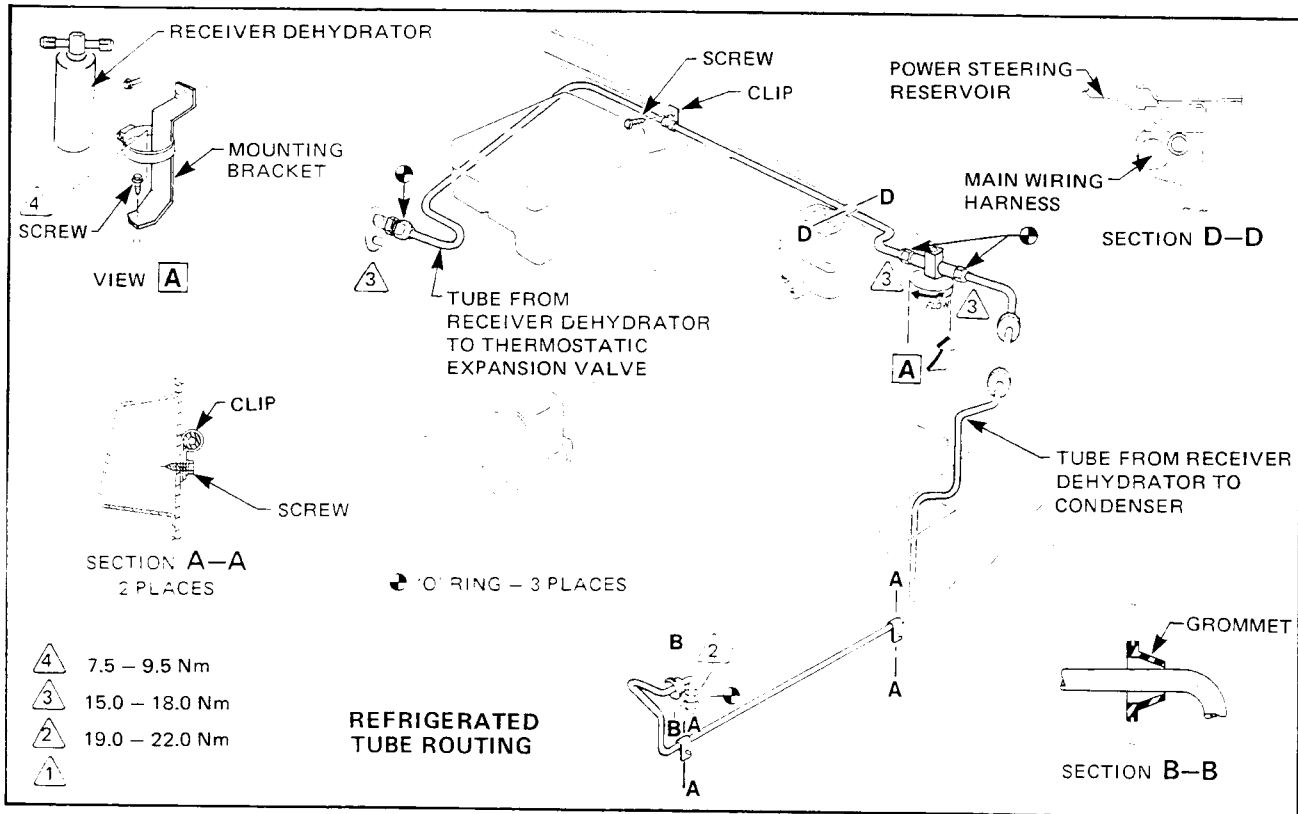 RECEIVER DEHYDRATOR
MOUNTING
BRACKET
4
SCREW
VIEW A
SCREW
CLIP
3
TUBE FROM
RECEIVER DEHYDRATOR
TO THERMOSTATIC
EXPANSION VALVE
D
D
3
FLOW
3
A
POWER STEERING
RESERVOIR
MAIN WIRING
HARNESS
SECTION D–D
CLIP
SCREW
SECTION A–A
2 PLACES
'O' RING – 3 PLACES
TUBE FROM RECEIVER
DEHYDRATOR TO
CONDENSER
A
A
B
2
B
A
A
GROMMET
SECTION B–B
4 7.5 – 9.5 Nm
3 15.0 – 18.0 Nm
2 19.0 – 22.0 Nm
1
REFRIGERATED
TUBE ROUTING